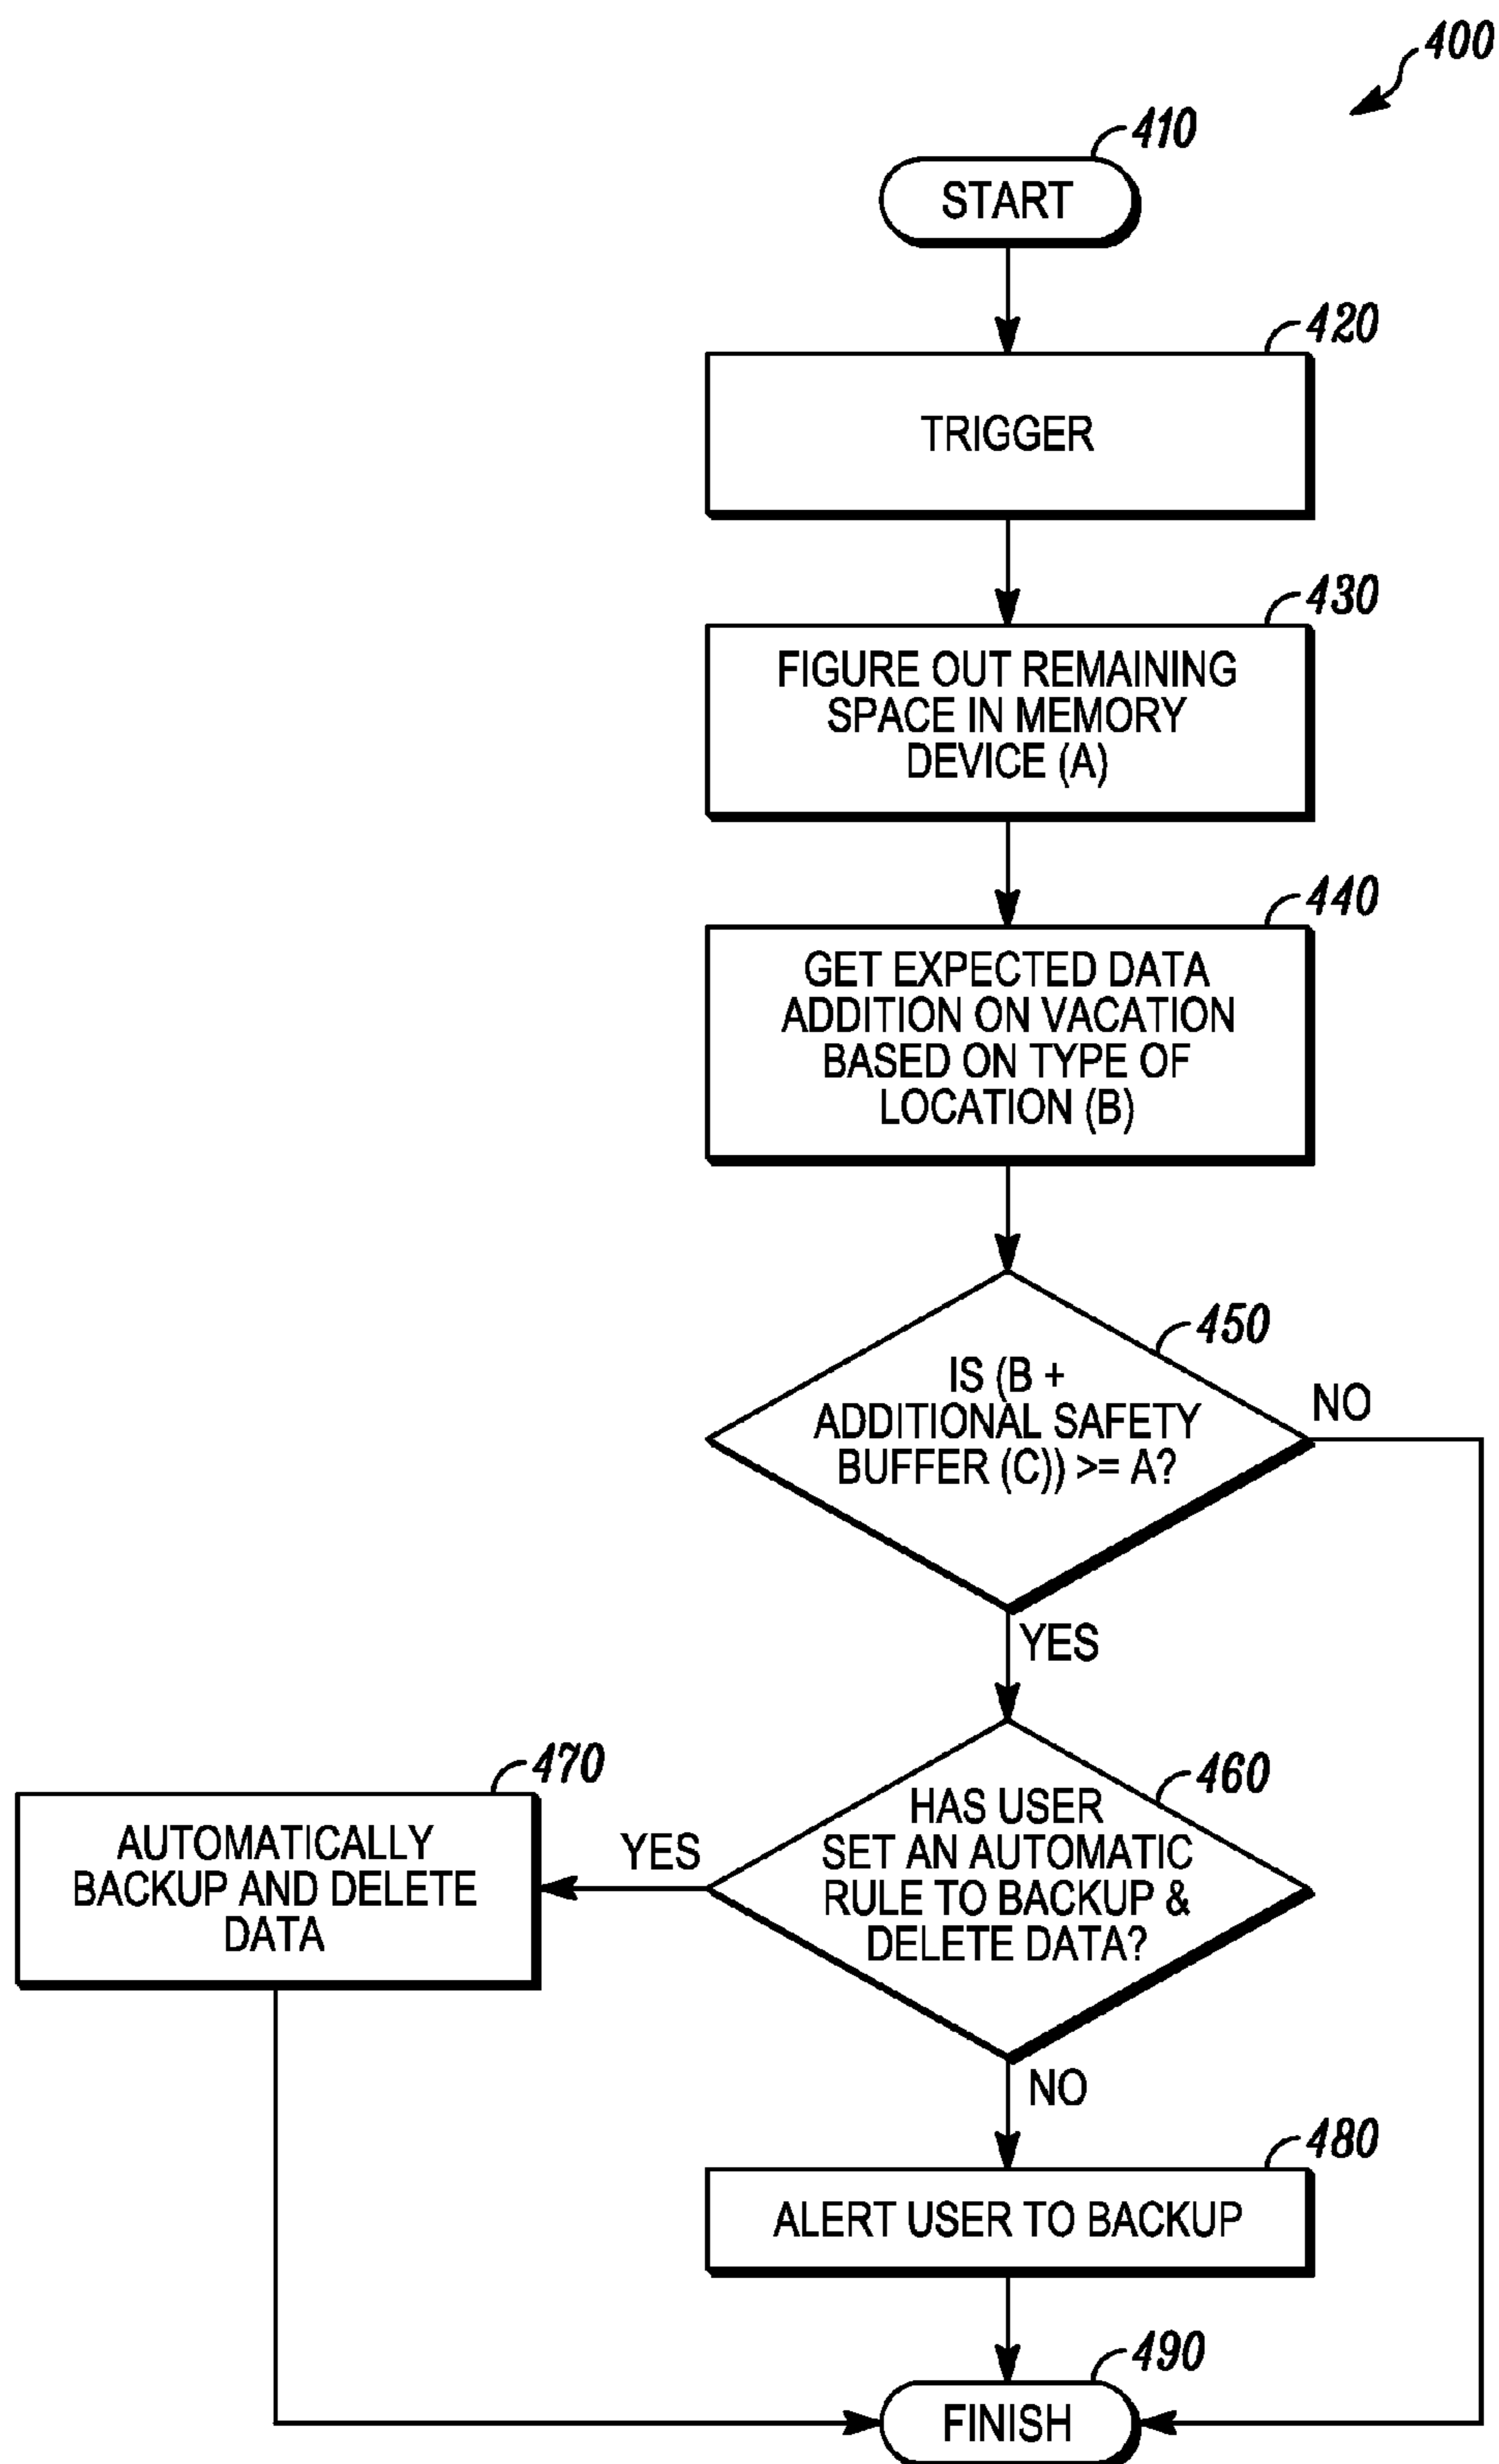 400
410
START
420
TRIGGER
430
FIGURE OUT REMAINING
SPACE IN MEMORY
DEVICE (A)
440
GET EXPECTED DATA
ADDITION ON VACATION
BASED ON TYPE OF
LOCATION (B)
450
IS (B +
ADDITIONAL SAFETY
BUFFER (C)) >= A?
NO
YES
460
HAS USER
SET AN AUTOMATIC
RULE TO BACKUP &
DELETE DATA?
YES
470
AUTOMATICALLY
BACKUP AND DELETE
DATA
NO
480
ALERT USER TO BACKUP
490
FINISH